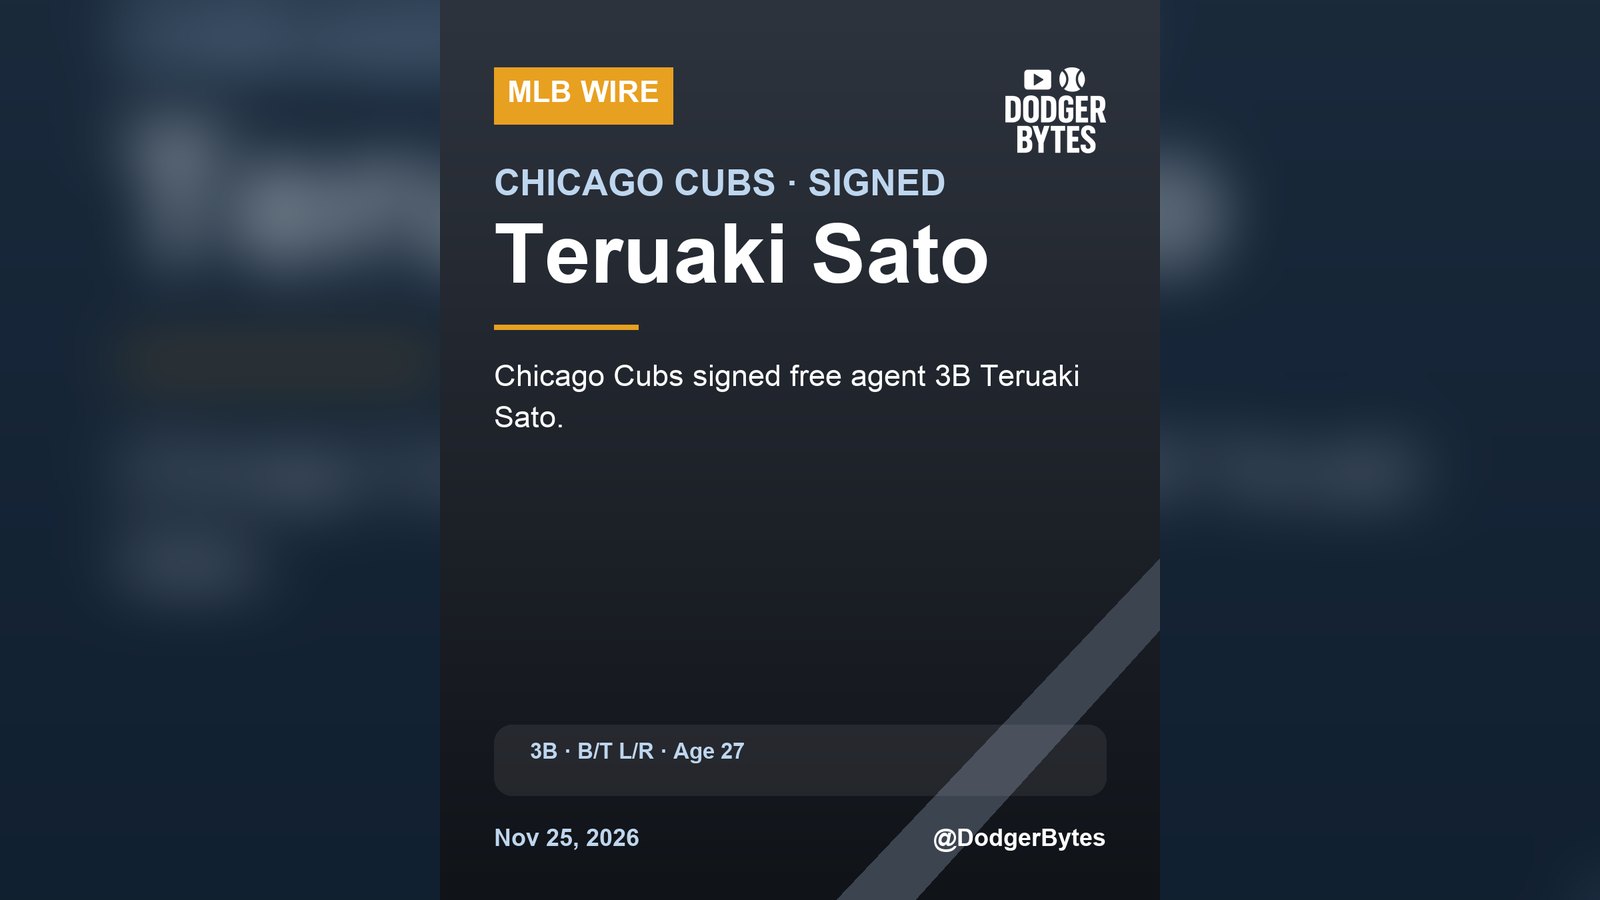 MLB WIRE
DODGER
BYTES
CHICAGO CUBS · SIGNED
Teruaki Sato
Chicago Cubs signed free agent 3B Teruaki
Sato.
3B · B/T L/R · Age 27
Nov 25, 2026
@DodgerBytes